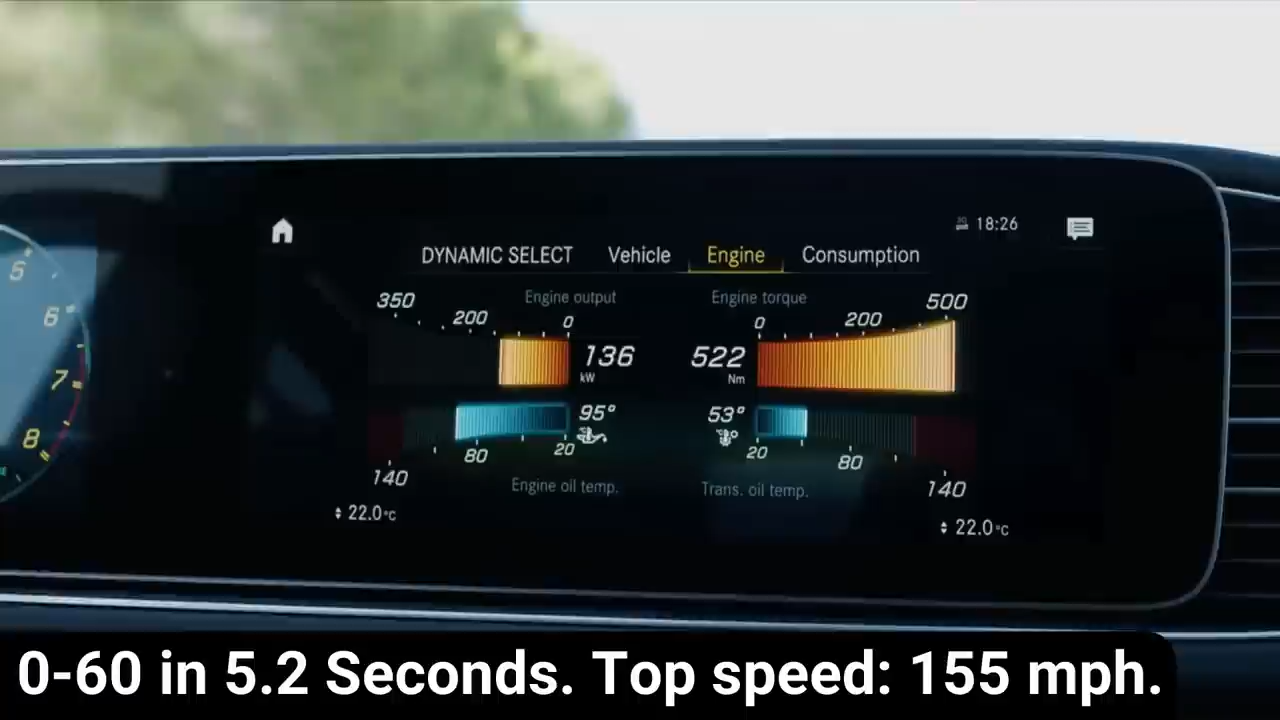 18:26
DYNAMIC SELECT Vehicle Engine Consumption
350 200 0 Engine output
Engine torque 0 200 500
136 kW
522 Nm
95°
53°
140 80 20
20 80 140
Engine oil temp.
Trans. oil temp.
22.0°C
22.0°C
5
6
7
8
0-60 in 5.2 Seconds. Top speed: 155 mph.